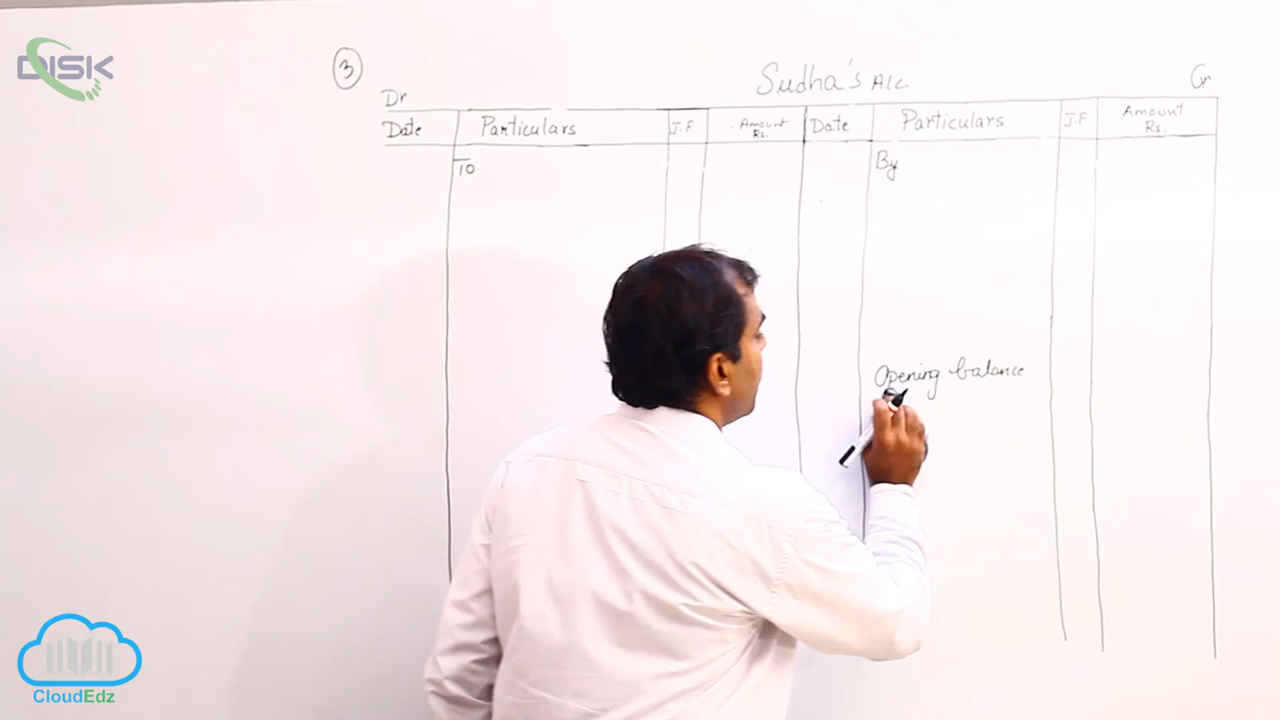 DISK
3
Sudha's A/c
Dr
Cr
Date Particulars J.F Amount Rs. Date Particulars J.F Amount Rs.
To By
Opening balance
CloudEdz